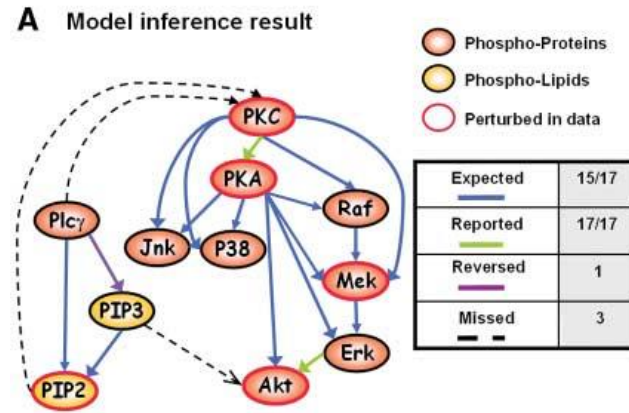 A Model inference result
Phospho-Proteins
Phospho-Lipids
Perturbed in data
PKC
PKA
Raf
Plcγ
Jnk
P38
Mek
PIP3
Erk
PIP2
Akt
Expected 15/17
Reported 17/17
Reversed 1
Missed 3